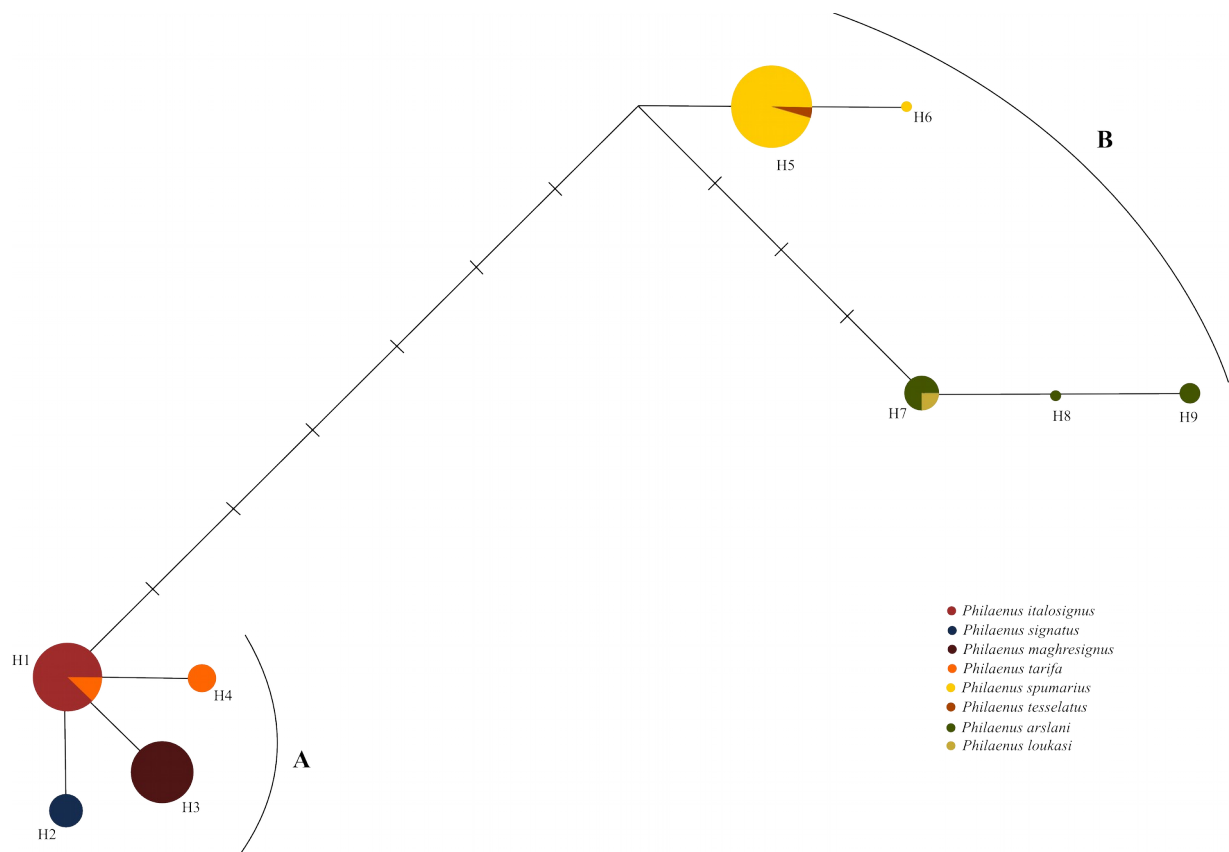 H6
B
H5
H7
H8
H9
Philaenus italosignus
Philaenus signatus
H1
Philaenus maghresignus
Philaenus tarifa
H4
Philaenus spumarius
Philaenus tesselatus
Philaenus arslani
Philaenus loukasi
A
H3
H2